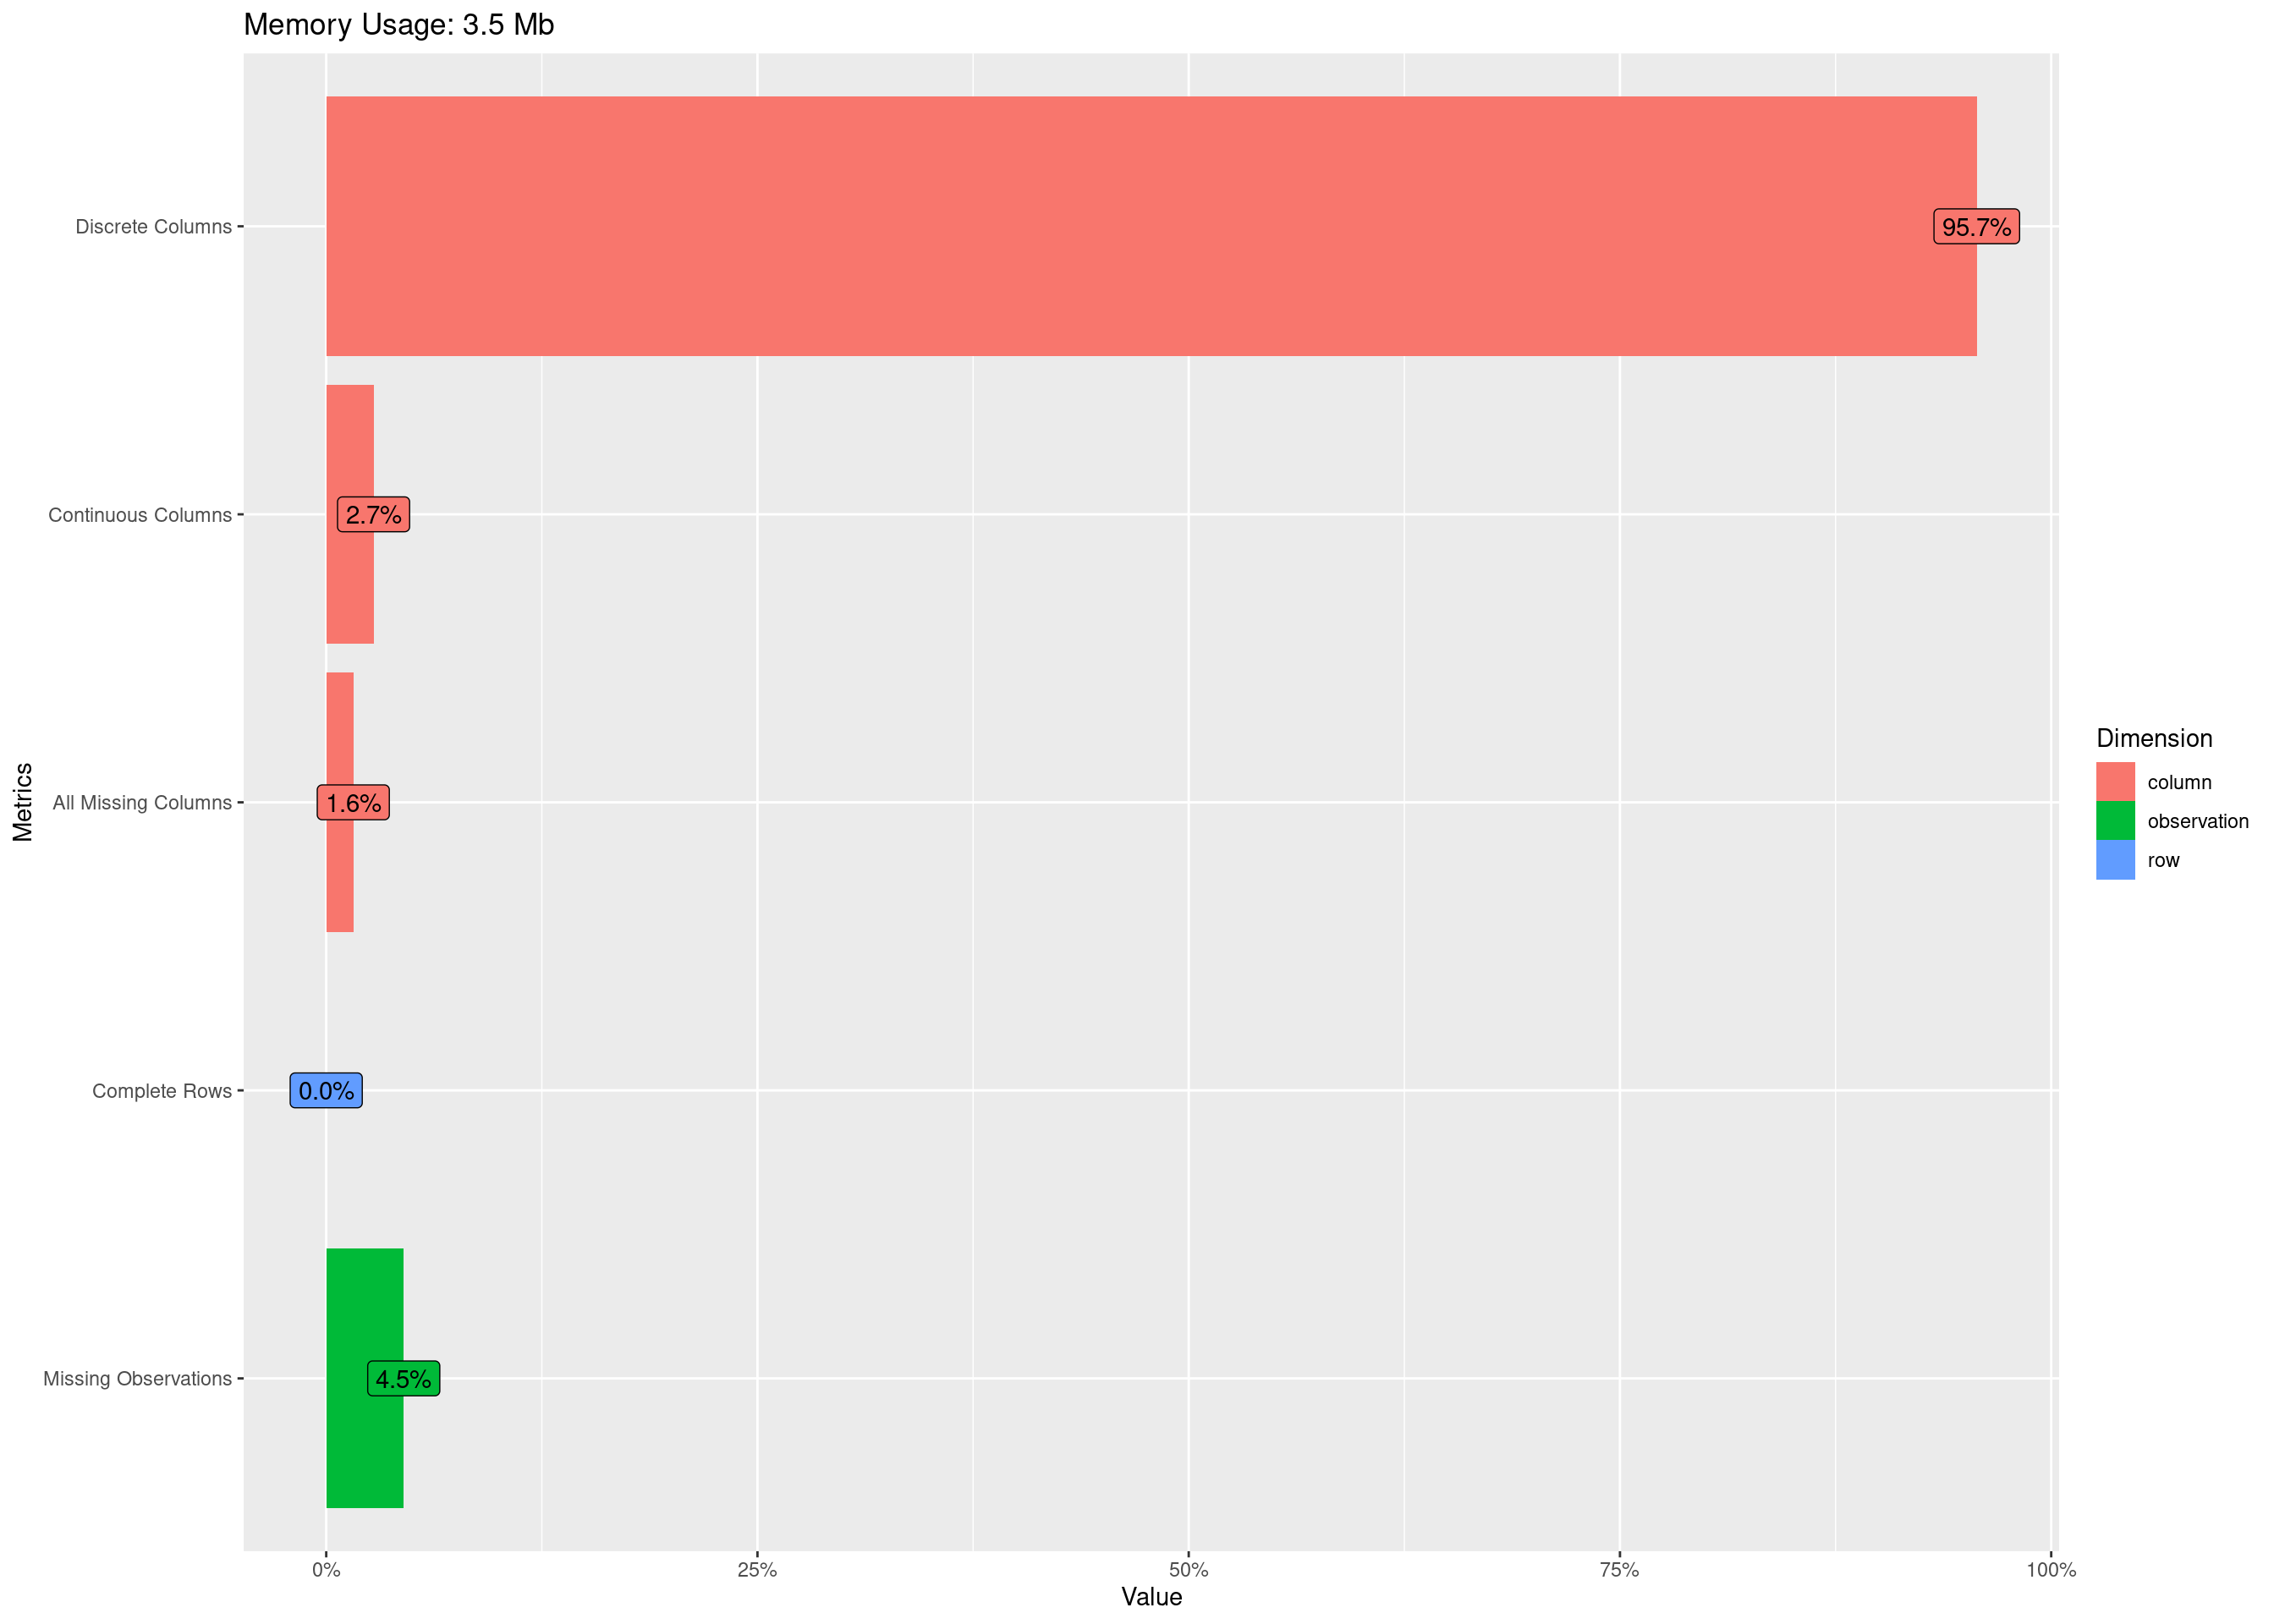 Memory Usage: 3.5 Mb
Discrete Columns
95.7%
Continuous Columns
2.7%
All Missing Columns
1.6%
Complete Rows
0.0%
Missing Observations
4.5%
Metrics
0%
25%
50%
75%
100%
Value
Dimension
column
observation
row